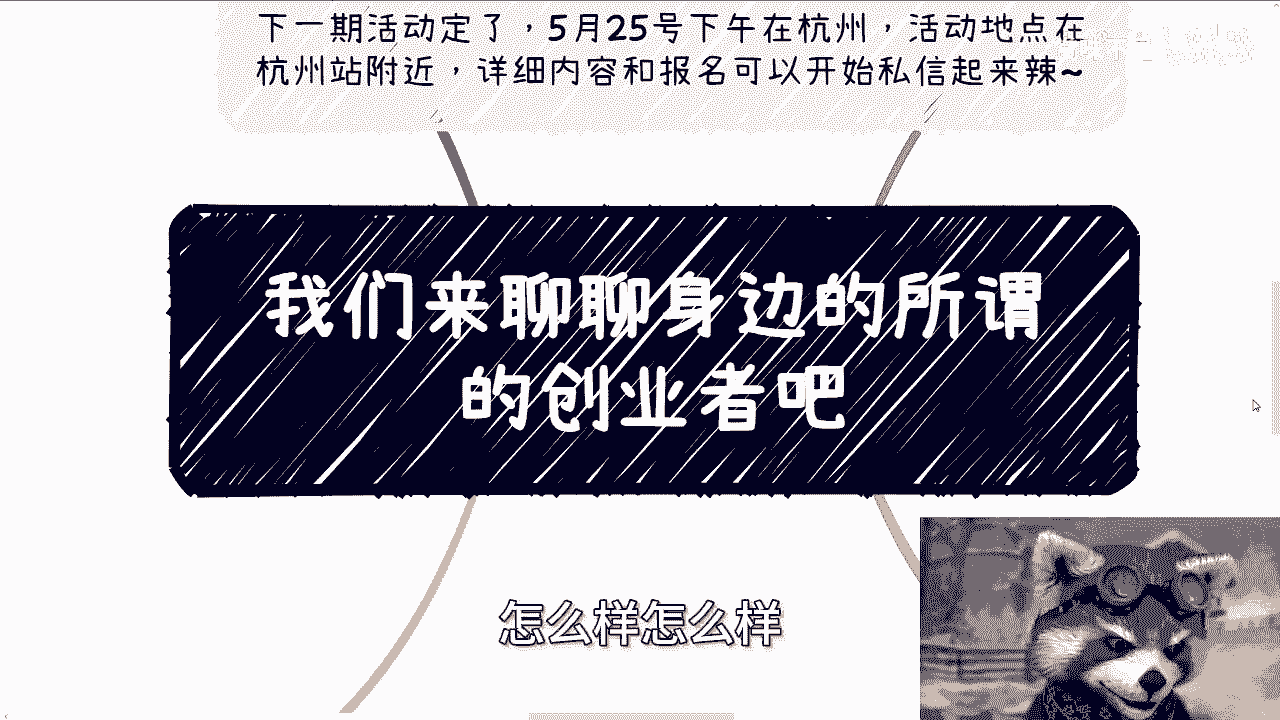 下一期活动定了，5月25号下午在杭州，活动地点在
杭州站附近，详细内容和报名可以开始私信起来辣~
我们来聊聊身边的所谓
的创业者吧
怎么样怎么样